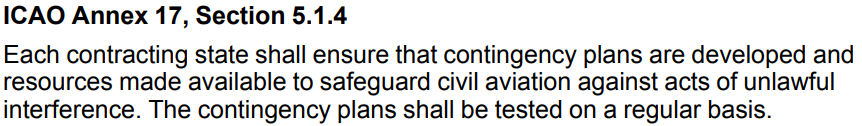 ICAO Annex 17, Section 5.1.4
Each contracting state shall ensure that contingency plans are developed and
resources made available to safeguard civil aviation against acts of unlawful
interference. The contingency plans shall be tested on a regular basis.